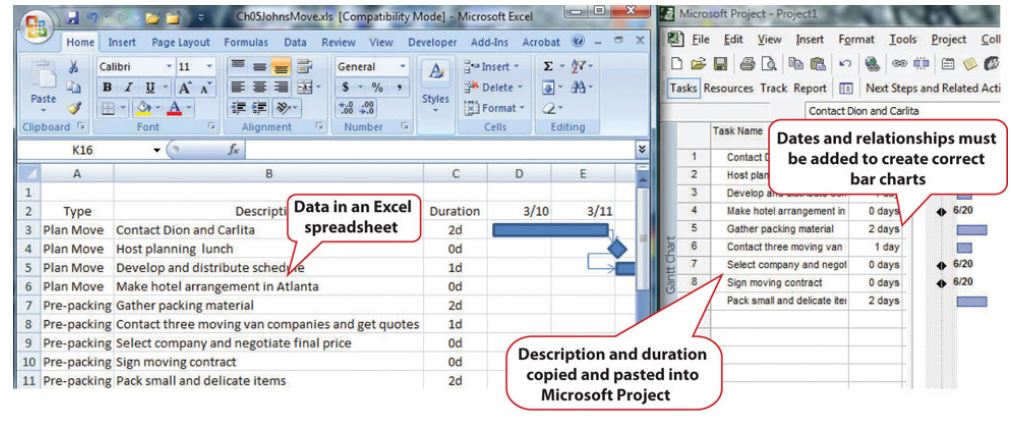 Ch05JohnsMove.xls [Compatibility Mode] - Microsoft Excel
Home Insert Page Layout Formulas Data Review View Developer Add-Ins Acrobat
Calibri 11 General Insert Σ
Paste B I U A A $ % , Styles Delete
A .00 Format
Clipboard Font Alignment Number Cells Editing
K16 fx
A B C D E
1
2 Type Descripti Duration 3/10 3/11
3 Plan Move Contact Dion and Carlita 2d
4 Plan Move Host planning lunch 0d
5 Plan Move Develop and distribute schedule 1d
6 Plan Move Make hotel arrangement in Atlanta 0d
7 Pre-packing Gather packing material 2d
8 Pre-packing Contact three moving van companies and get quotes 1d
9 Pre-packing Select company and negotiate final price 0d
10 Pre-packing Sign moving contract 0d
11 Pre-packing Pack small and delicate items 2d
Data in an Excel
spreadsheet
Microsoft Project - Project1
File Edit View Insert Format Tools Project Coll
Tasks Resources Track Report Next Steps and Related Acti
Contact Dion and Carlita
Task Name
1 Contact D
2 Host plan
3 Develop and distribute
4 Make hotel arrangement in 0 days 6/20
5 Gather packing material 2 days
6 Contact three moving van 1 day
7 Select company and negot 0 days 6/20
8 Sign moving contract 0 days 6/20
Pack small and delicate iter 2 days
Gantt Chart
Dates and relationships must
be added to create correct
bar charts
Description and duration
copied and pasted into
Microsoft Project